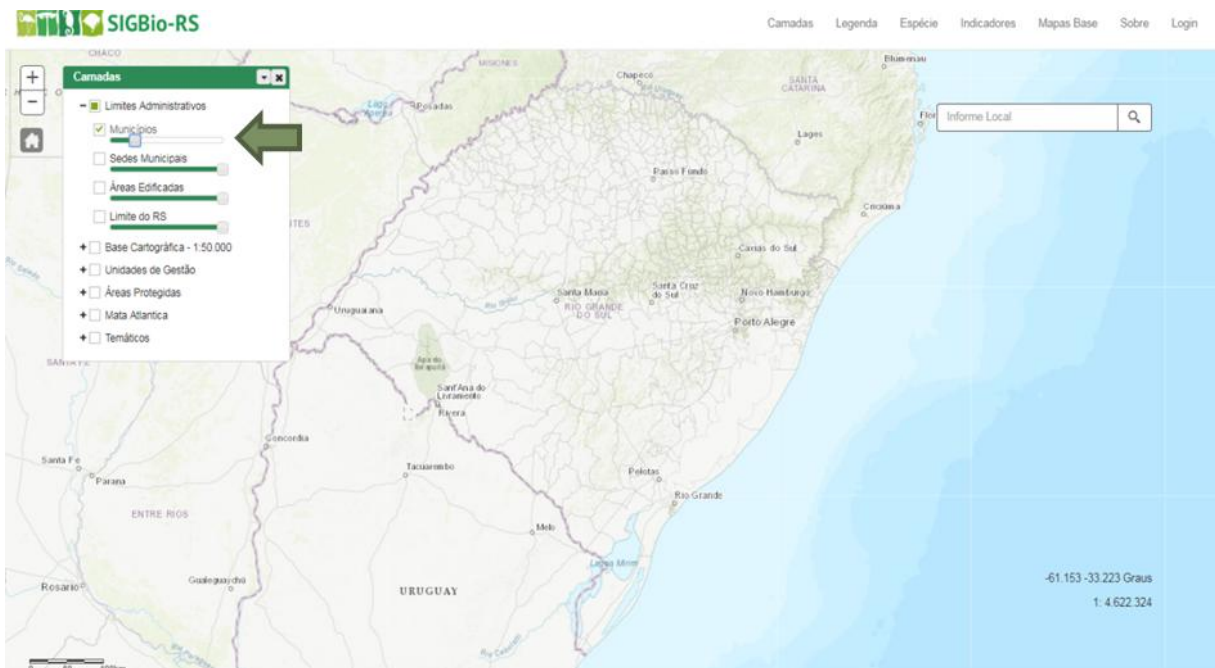 SIGBio-RS
Camadas Legenda Espécie Indicadores Mapas Base Sobre Login
Camadas
Limites Administrativos
Municípios
Sedes Municipais
Áreas Edificadas
Limite do RS
Base Cartográfica - 1:50.000
Unidades de Gestão
Áreas Protegidas
Mata Atlantica
Temáticos
Informe Local
CHACO
MISIONES
Chapecó
Blumenau
SANTA CATARINA
Posadas
Lages
Passo Fundo
Criciúma
Caxias do Sul
Santa Maria
Santa Cruz do Sul
Novo Hamburgo
RIO GRANDE DO SUL
Uruguaiana
Porto Alegre
Sant'Ana do Livramento
Rivera
Concordia
Santa Fe
Tacuarembo
Parana
Pelotas
Rio Grande
ENTRE RIOS
Melo
Lagoa Mirim
Rosario
Gualeguaychú
URUGUAY
-61.153 -33.223 Graus
1: 4.622.324